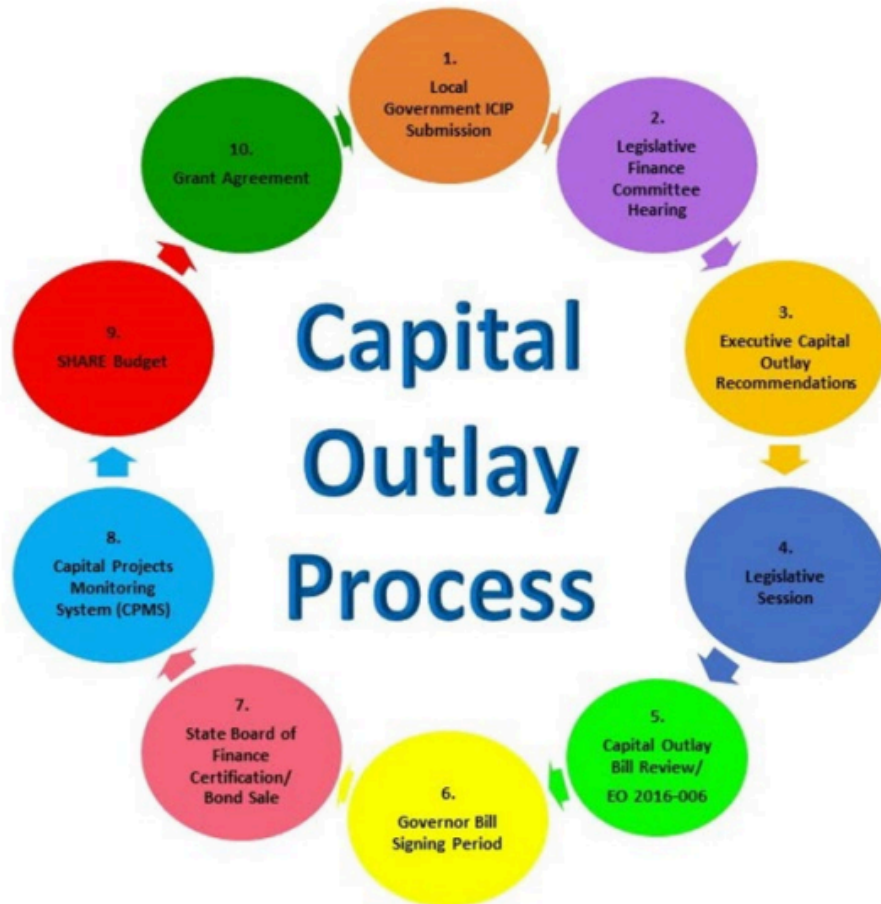 1.
Local
Government ICIP
Submission
2.
Legislative
Finance
Committee
Hearing
3.
Executive Capital
Outlay
Recommendations
4.
Legislative
Session
5.
Capital Outlay
Bill Review/
EO 2016-006
6.
Governor Bill
Signing Period
7.
State Board of
Finance
Certification/
Bond Sale
8.
Capital Projects
Monitoring
System (CPMS)
9.
SHARE Budget
10.
Grant Agreement
Capital
Outlay
Process